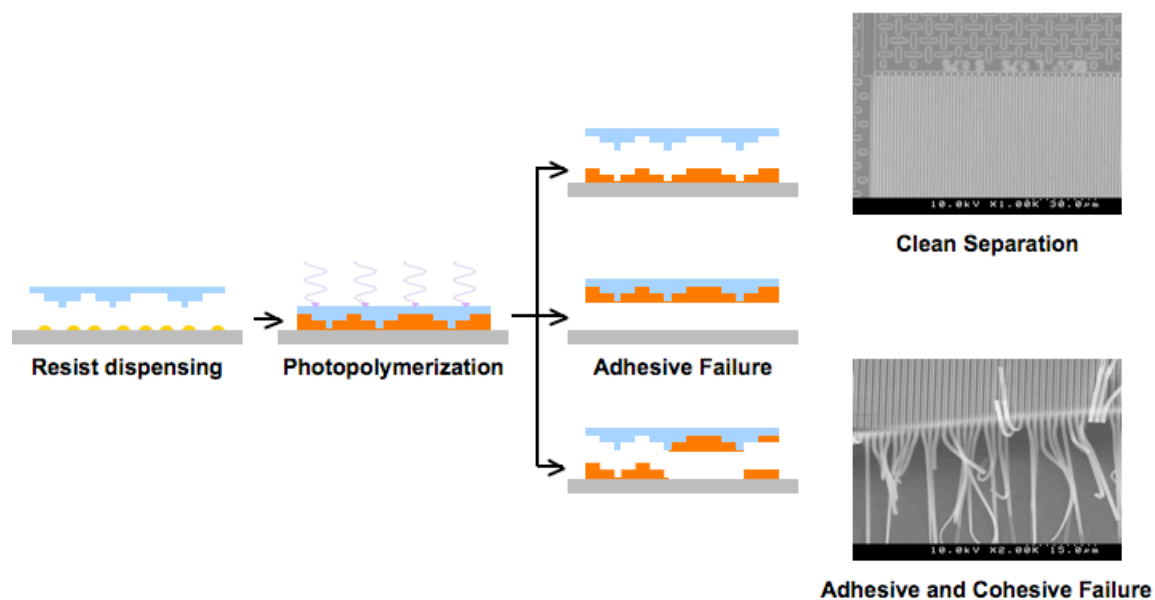 10.0kV X1.00K 30.0µm
Clean Separation
Resist dispensing
Photopolymerization
Adhesive Failure
10.0kV X2.00K 15.0µm
Adhesive and Cohesive Failure